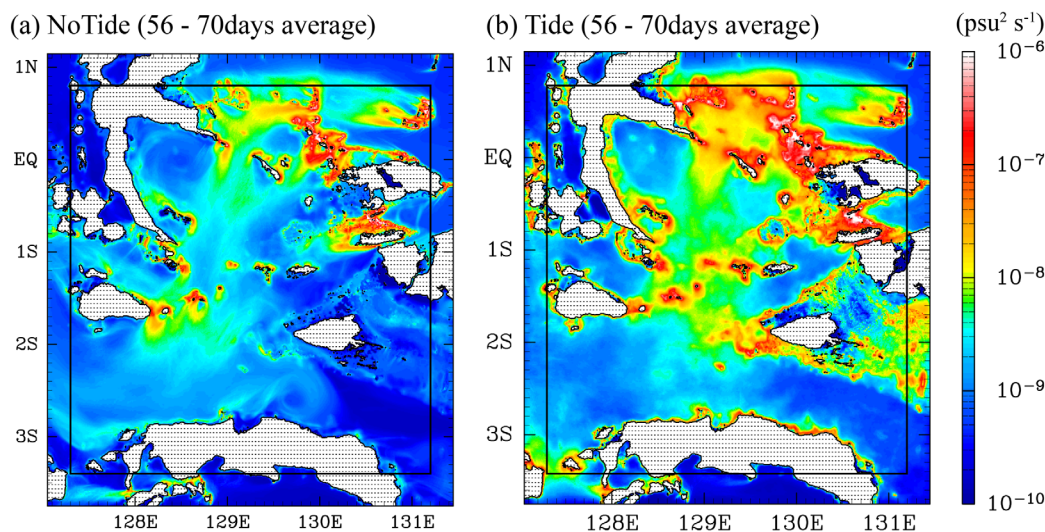 (a) NoTide (56 - 70days average)
(b) Tide (56 - 70days average)
(psu² s⁻¹)
1N
EQ
1S
2S
3S
128E 129E 130E 131E
1N
EQ
1S
2S
3S
128E 129E 130E 131E
10⁻⁶
10⁻⁷
10⁻⁸
10⁻⁹
10⁻¹⁰